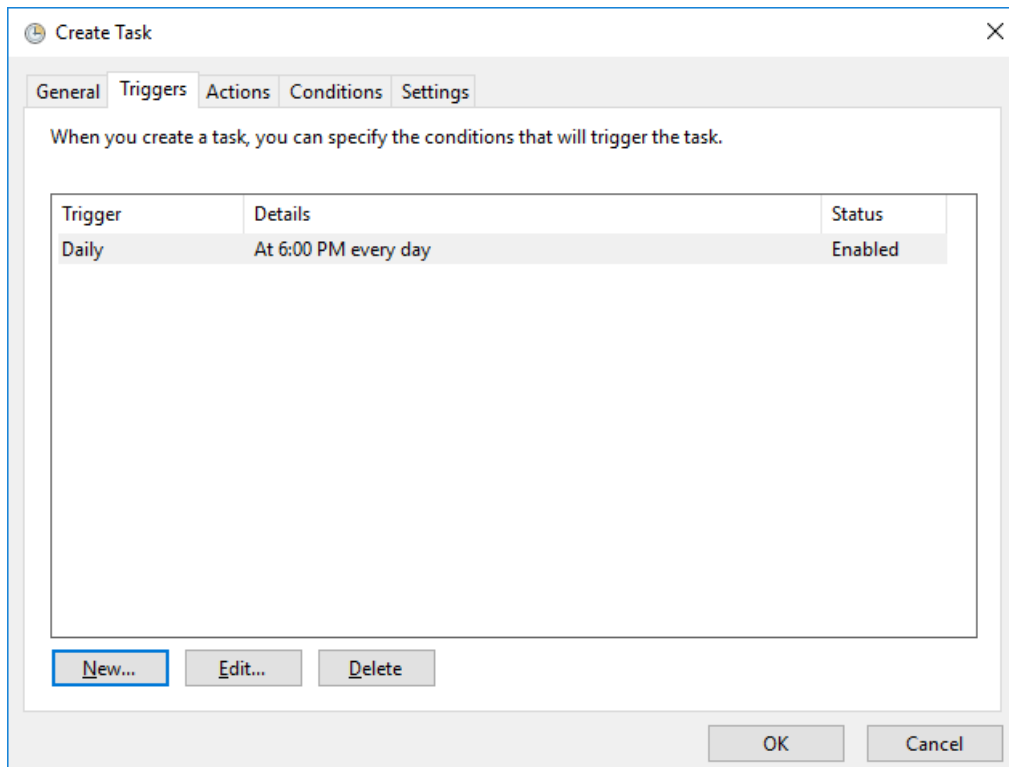 Create Task
General Triggers Actions Conditions Settings
When you create a task, you can specify the conditions that will trigger the task.
Trigger Details Status
Daily At 6:00 PM every day Enabled
New... Edit... Delete
OK Cancel